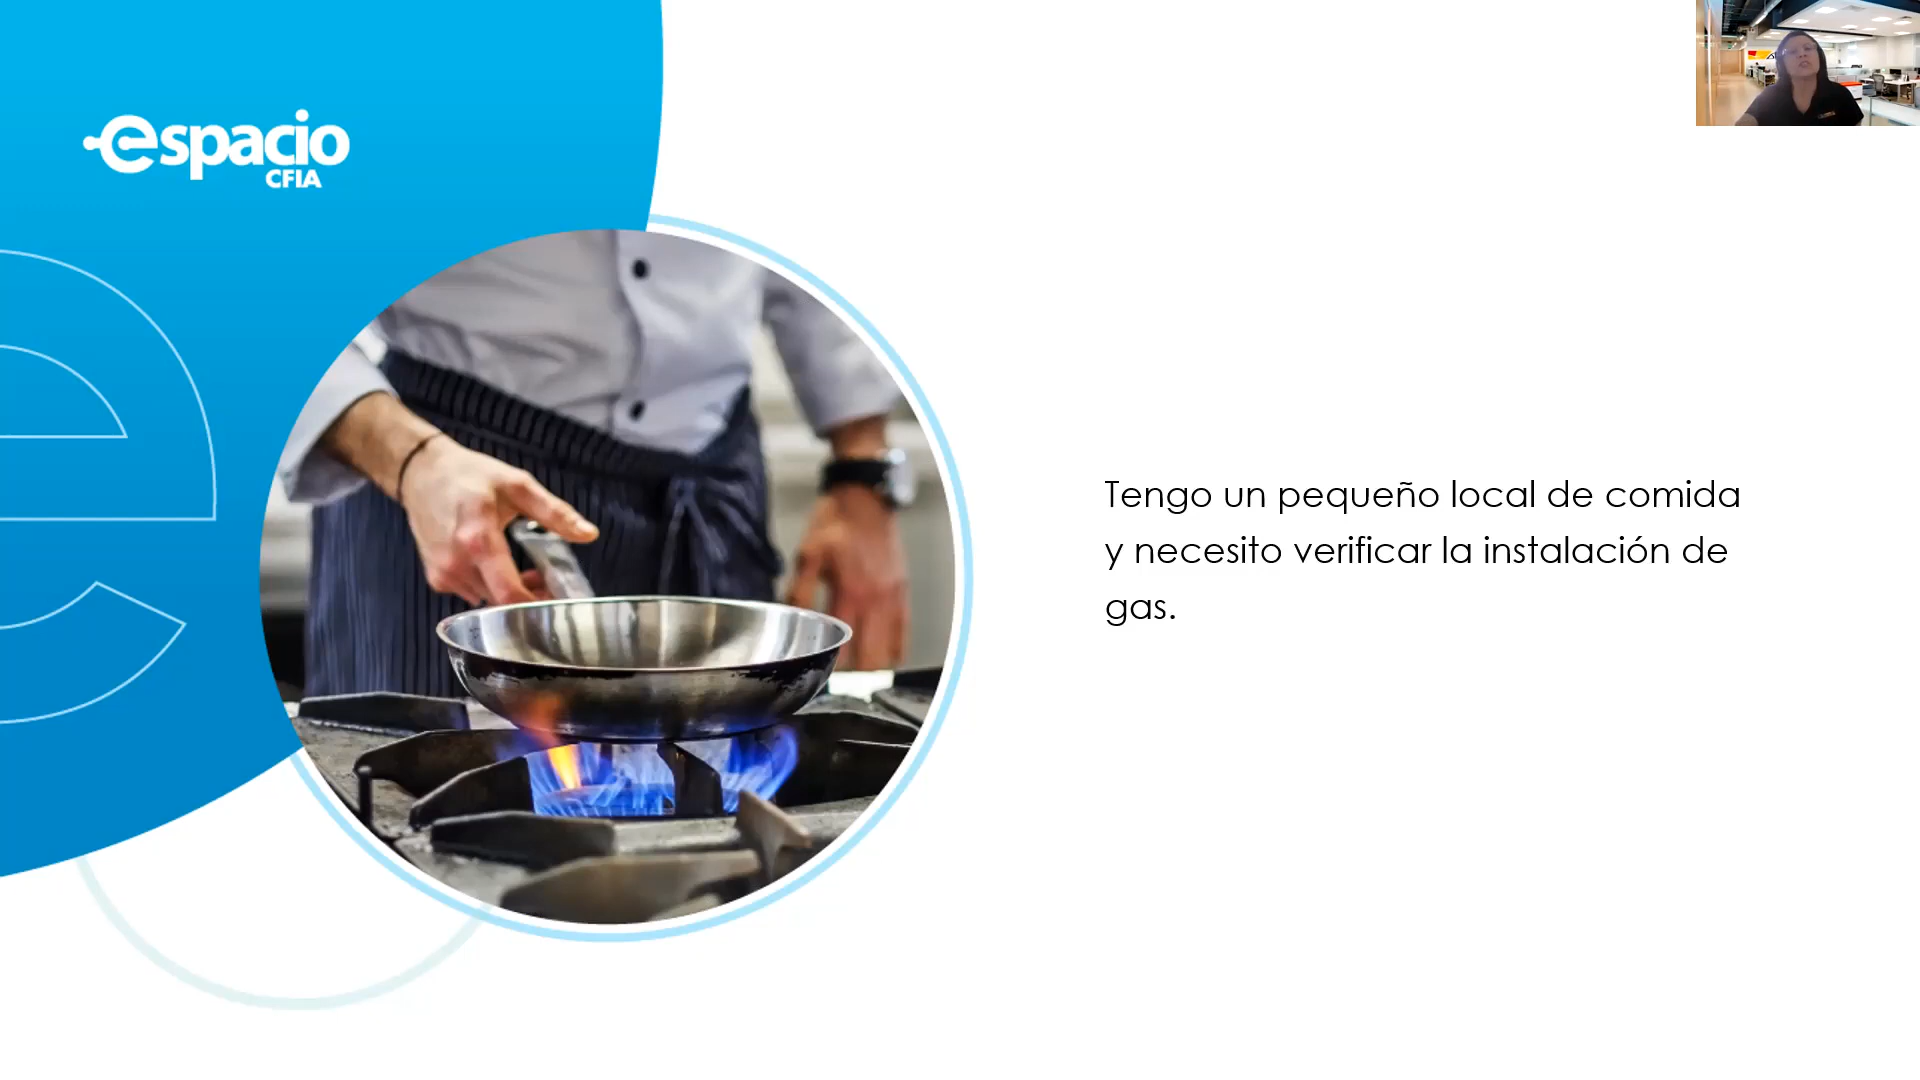 espacio
CFIA
Tengo un pequeño local de comida
y necesito verificar la instalación de
gas.